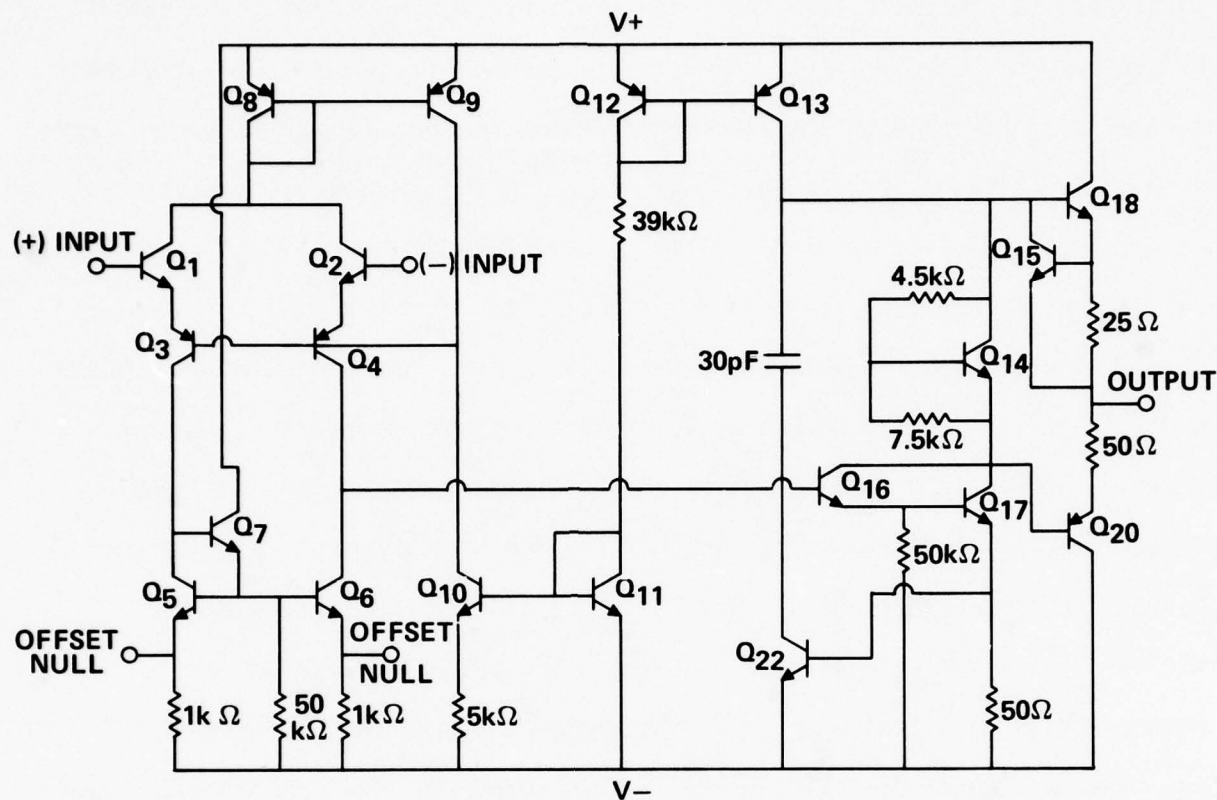 V+
Q8
Q9
Q12
Q13
Q18
39kΩ
(+) INPUT
Q1
Q2
(−) INPUT
Q15
4.5kΩ
25 Ω
Q3
Q4
30pF
Q14
OUTPUT
7.5kΩ
50Ω
Q16
Q17
Q7
Q20
50kΩ
Q5
Q6
Q10
Q11
OFFSET
NULL
OFFSET
NULL
Q22
1k Ω
50
kΩ
1kΩ
5kΩ
50Ω
V−